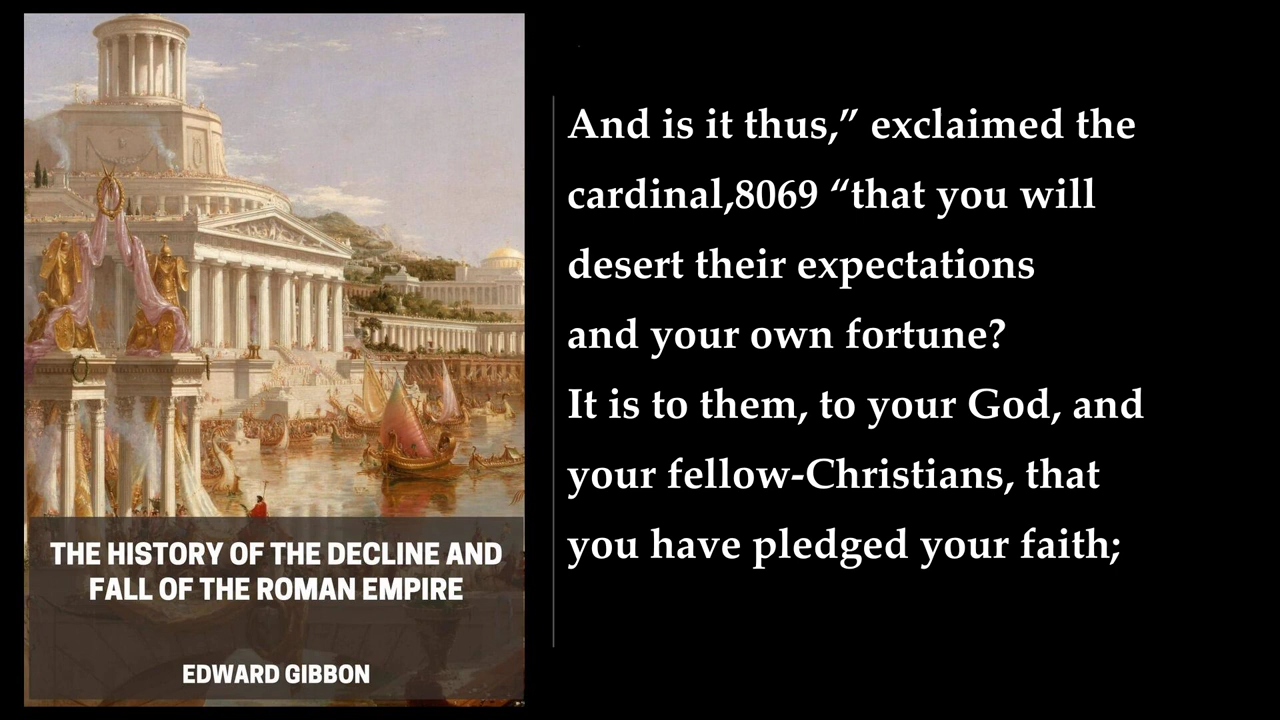 THE HISTORY OF THE DECLINE AND
FALL OF THE ROMAN EMPIRE
EDWARD GIBBON
And is it thus,” exclaimed the
cardinal,8069 “that you will
desert their expectations
and your own fortune?
It is to them, to your God, and
your fellow-Christians, that
you have pledged your faith;